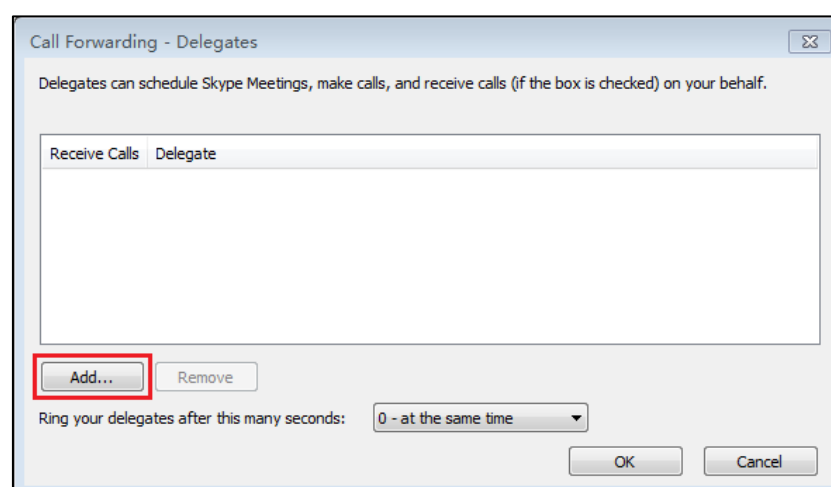 Call Forwarding - Delegates
Delegates can schedule Skype Meetings, make calls, and receive calls (if the box is checked) on your behalf.
Receive Calls Delegate
Add... Remove
Ring your delegates after this many seconds: 0 - at the same time
OK Cancel